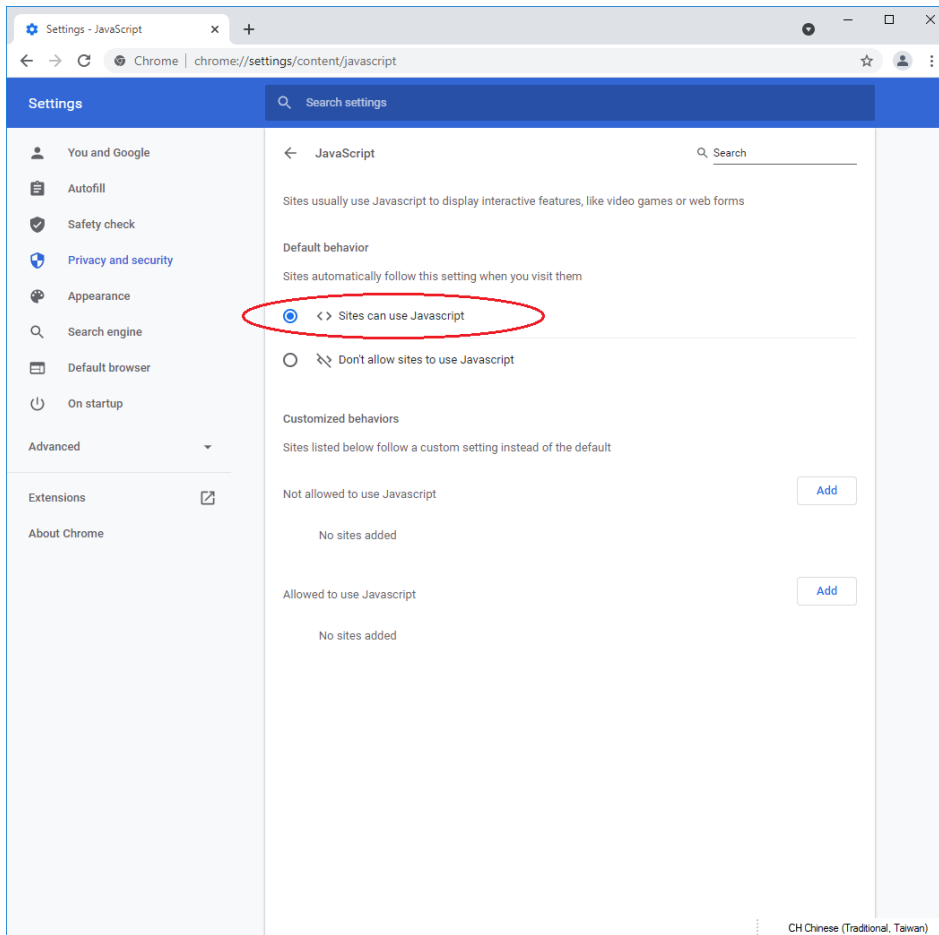 Settings - JavaScript
Chrome | chrome://settings/content/javascript
Settings
Search settings
You and Google
Autofill
Safety check
Privacy and security
Appearance
Search engine
Default browser
On startup
Advanced
Extensions
About Chrome
JavaScript
Search
Sites usually use Javascript to display interactive features, like video games or web forms
Default behavior
Sites automatically follow this setting when you visit them
Sites can use Javascript
Don't allow sites to use Javascript
Customized behaviors
Sites listed below follow a custom setting instead of the default
Not allowed to use Javascript
Add
No sites added
Allowed to use Javascript
Add
No sites added
CH Chinese (Traditional, Taiwan)